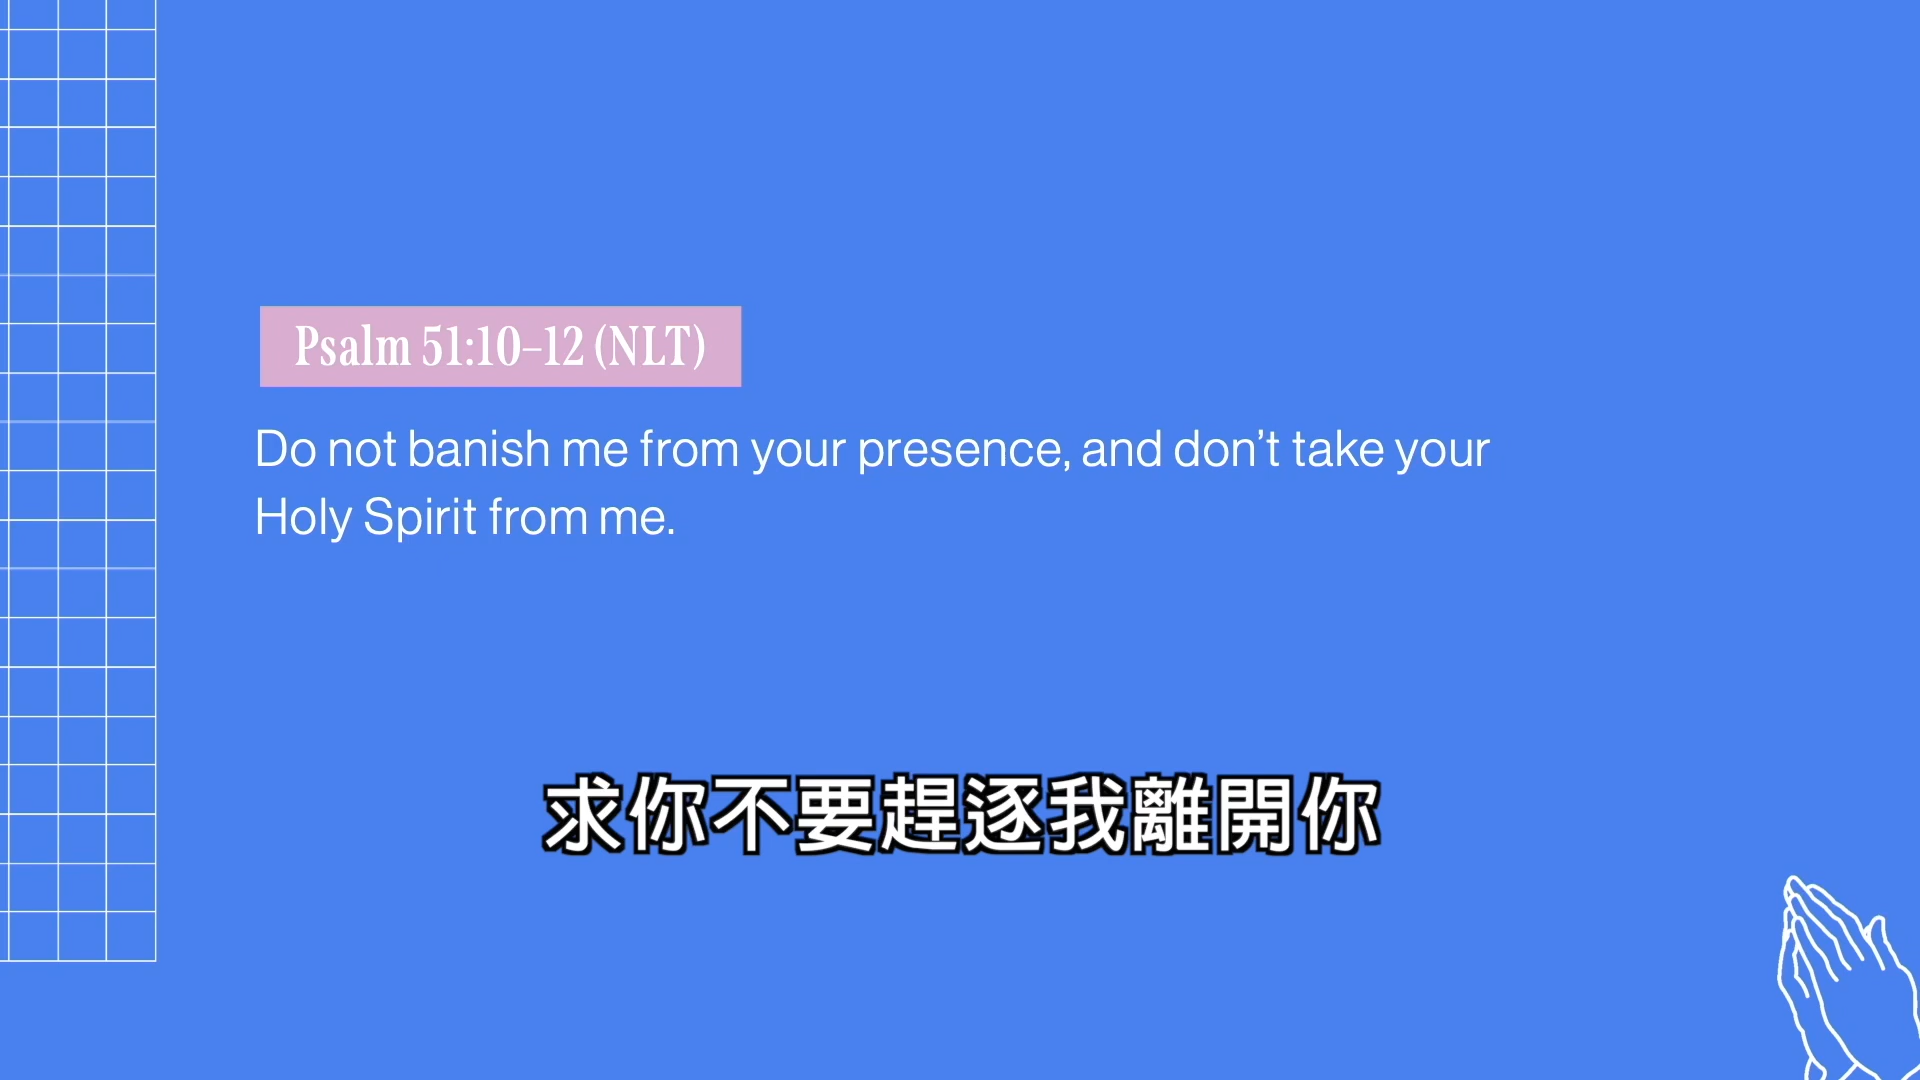 Psalm 51:10–12 (NLT)
Do not banish me from your presence, and don’t take your
Holy Spirit from me.
求你不要趕逐我離開你